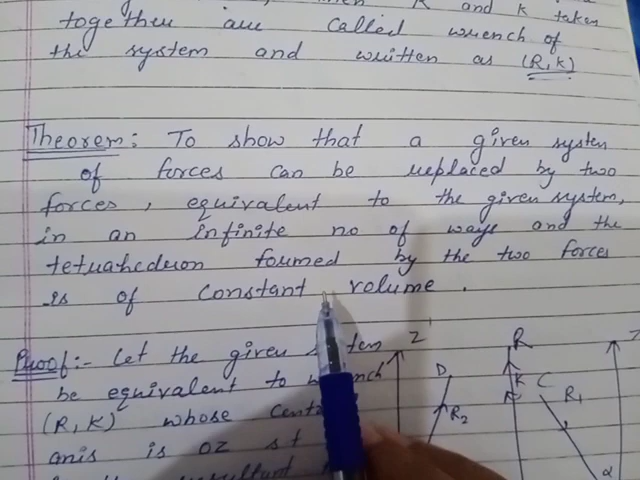 R and K taken
together are called wrench of
the system and written as (R, K)
Theorem: To show that a given system
of forces can be replaced by two
forces, equivalent to the given system,
in an infinite no of ways and the
tetrahedron formed by the two forces
is of constant volume.
Proof:- Let the given
be equivalent to
(R, K) whose
axis is OZ s t
Z'
D
R2
R
K
C
R1
α